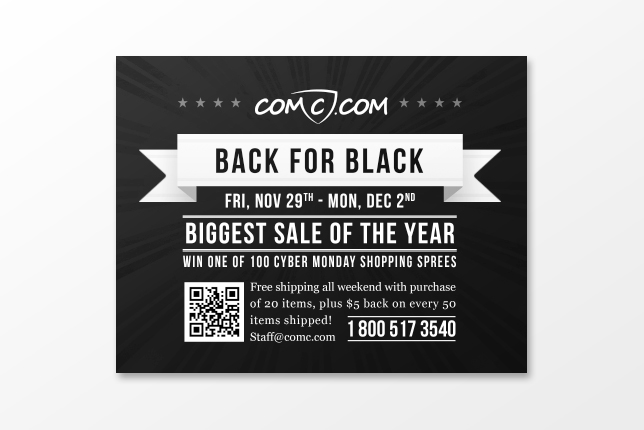 COMC.COM
BACK FOR BLACK
FRI, NOV 29TH - MON, DEC 2ND
BIGGEST SALE OF THE YEAR
WIN ONE OF 100 CYBER MONDAY SHOPPING SPREES
Free shipping all weekend with purchase
of 20 items, plus $5 back on every 50
items shipped!
Staff@comc.com
1 800 517 3540